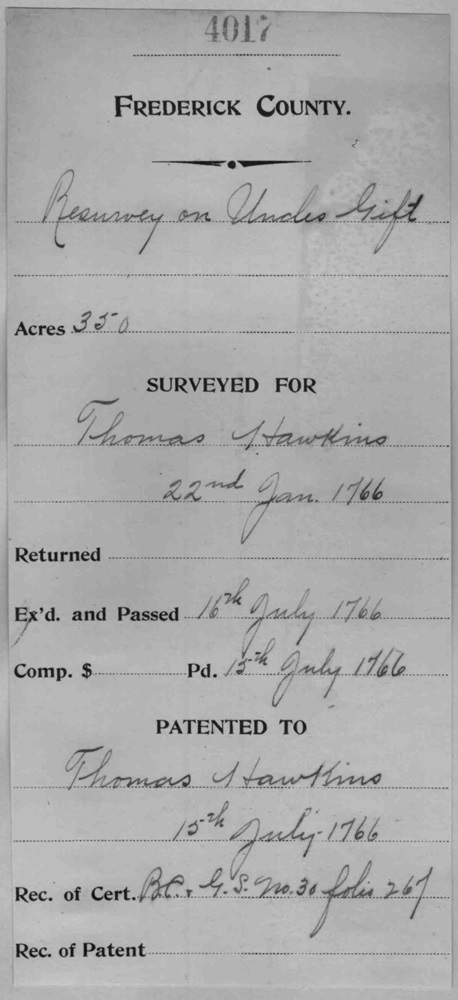 4017
FREDERICK COUNTY.
Resurvey on Uncles Gift
Acres 350
SURVEYED FOR
Thomas Hawkins
22nd Jan. 1766
Returned
Ex'd. and Passed 16th July 1766
Comp. $ Pd. 15th July 1766
PATENTED TO
Thomas Hawkins
15th July 1766
Rec. of Cert. B.C. & G.S. No. 30 folio 267
Rec. of Patent